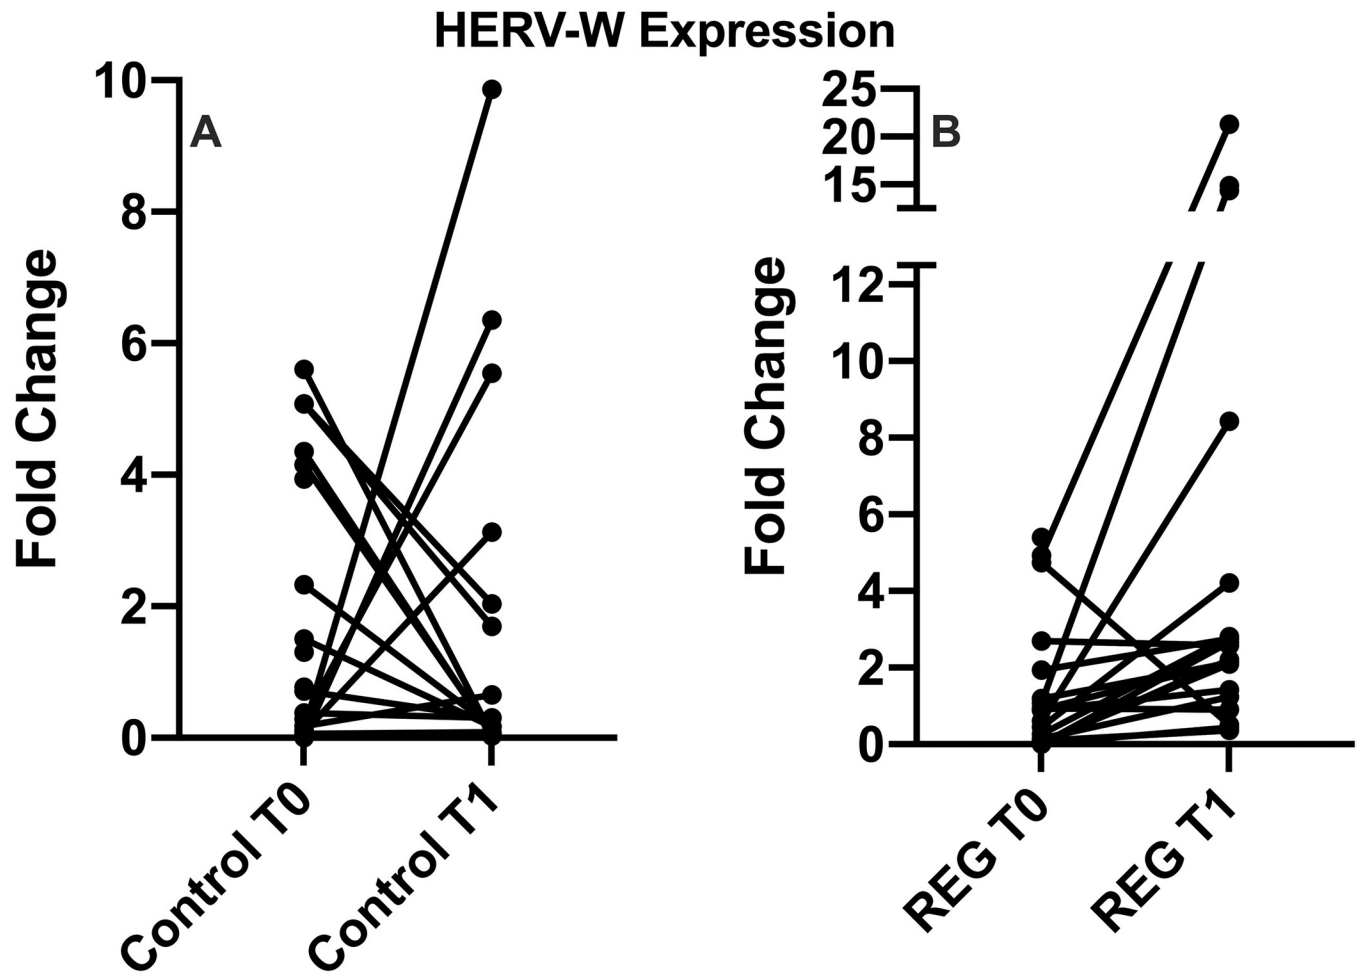 HERV-W Expression
A
Fold Change
10
8
6
4
2
0
Control T0
Control T1
B
Fold Change
25
20
15
12
10
8
6
4
2
0
REG T0
REG T1